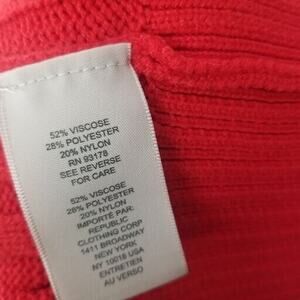 52% VISCOSE
28% POLYESTER
20% NYLON
RN 93178
SEE REVERSE
FOR CARE
52% VISCOSE
28% POLYESTER
20% NYLON
IMPORTÉ PAR:
REPUBLIC
CLOTHING CORP
1411 BROADWAY
NEW YORK
NY 10018 USA
ENTRETIEN
AU VERSO